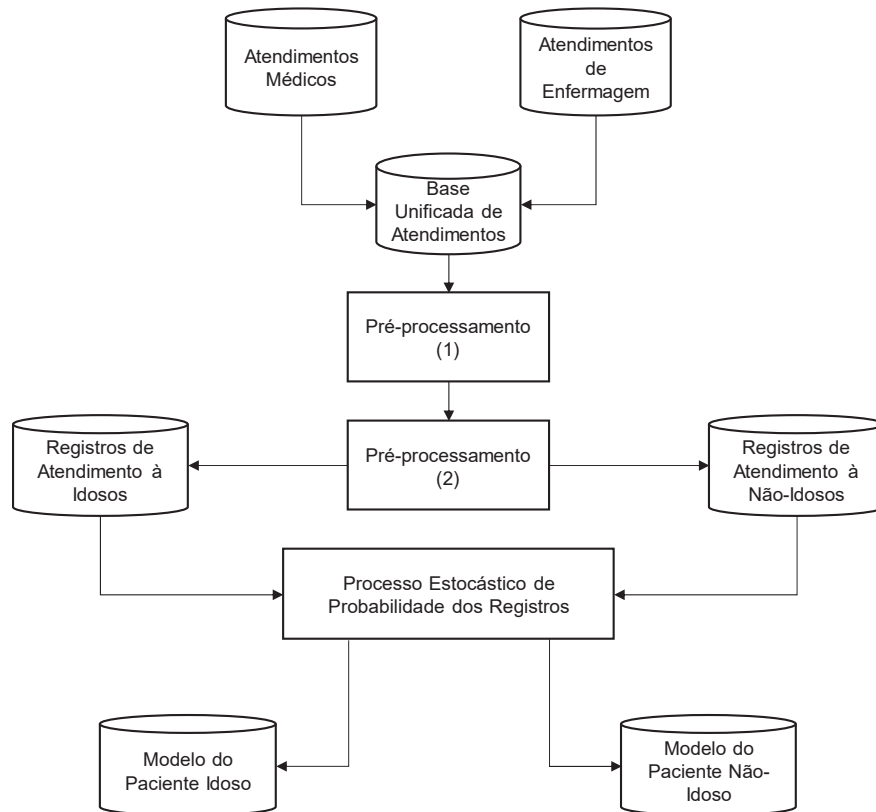 Atendimentos
Médicos
Atendimentos
de
Enfermagem
Base
Unificada de
Atendimentos
Pré-processamento
(1)
Pré-processamento
(2)
Registros de
Atendimento à
Idosos
Registros de
Atendimento à
Não-Idosos
Processo Estocástico de
Probabilidade dos Registros
Modelo do
Paciente Idoso
Modelo do
Paciente Não-
Idoso